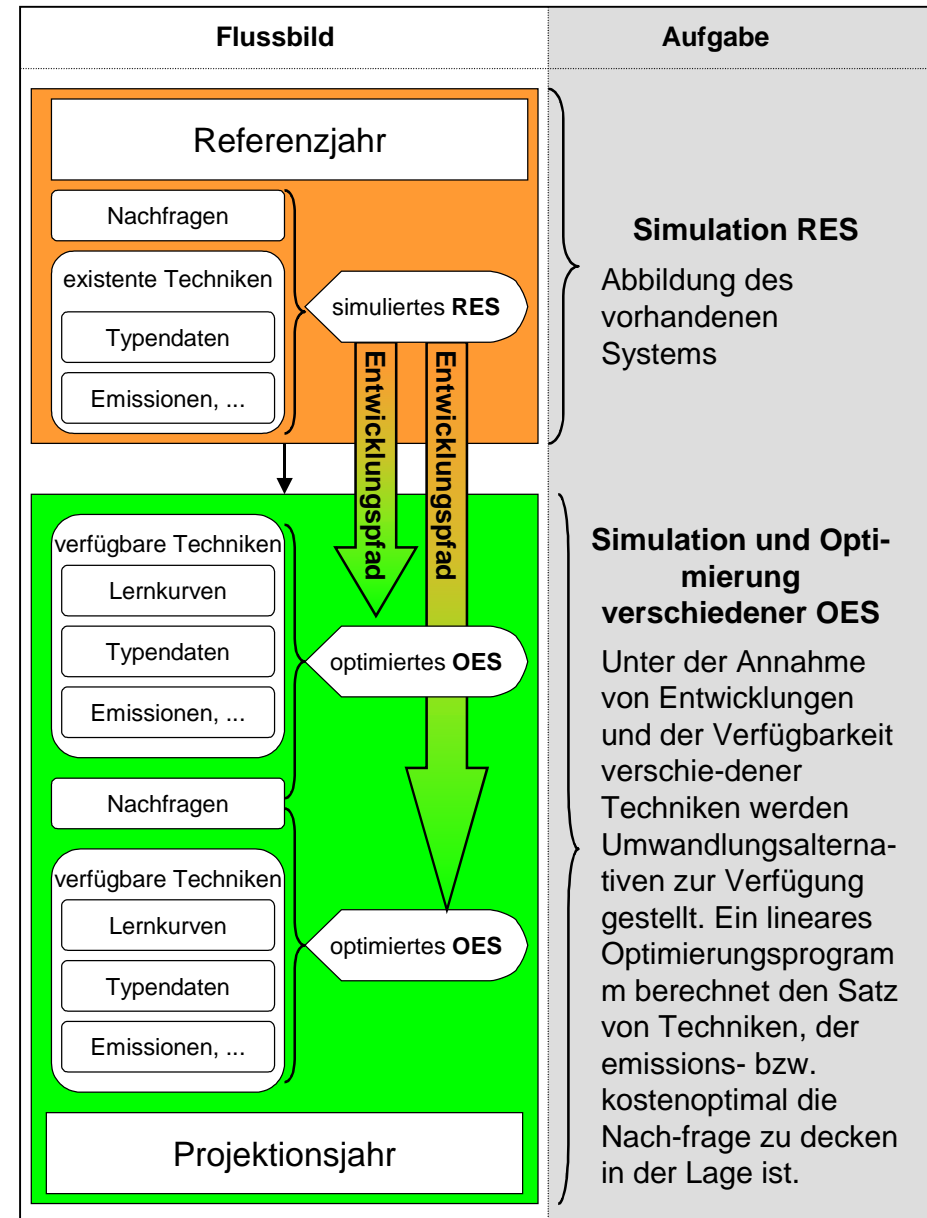 Flussbild
Aufgabe
Referenzjahr
Nachfragen
existente Techniken
Typendaten
Emissionen, ...
simuliertes RES
Entwicklungspfad
Entwicklungspfad
Simulation RES
Abbildung des
vorhandenen
Systems
verfügbare Techniken
Lernkurven
Typendaten
Emissionen, ...
optimiertes OES
Nachfragen
verfügbare Techniken
Lernkurven
Typendaten
Emissionen, ...
optimiertes OES
Projektionsjahr
Simulation und Opti-
mierung
verschiedener OES
Unter der Annahme
von Entwicklungen
und der Verfügbarkeit
verschie-dener
Techniken werden
Umwandlungsalterna-
tiven zur Verfügung
gestellt. Ein lineares
Optimierungsprogram
m berechnet den Satz
von Techniken, der
emissions- bzw.
kostenoptimal die
Nach-frage zu decken
in der Lage ist.